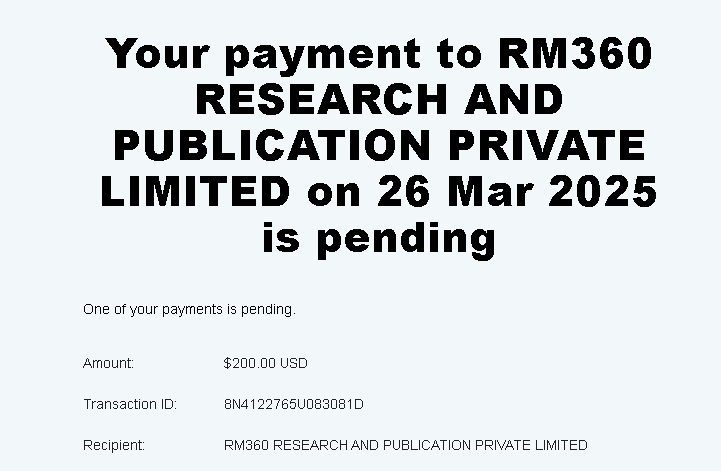 Your payment to RM360
RESEARCH AND
PUBLICATION PRIVATE
LIMITED on 26 Mar 2025
is pending
One of your payments is pending.
Amount: $200.00 USD
Transaction ID: 8N4122765U083081D
Recipient: RM360 RESEARCH AND PUBLICATION PRIVATE LIMITED